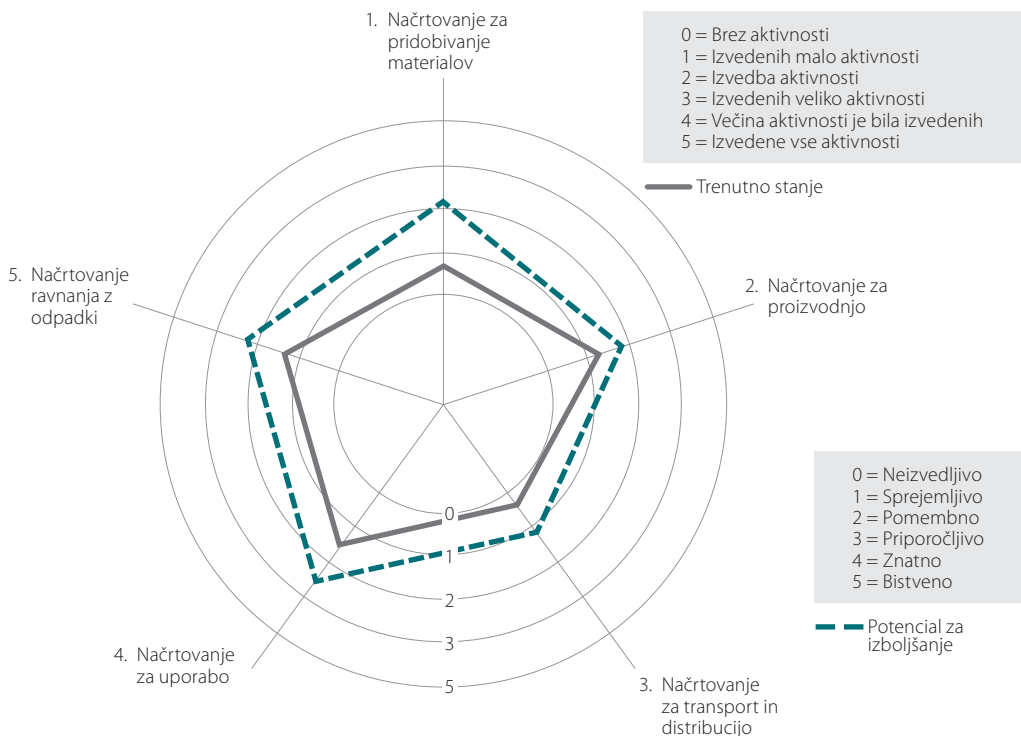 1. Načrtovanje za
pridobivanje
materialov
0 = Brez aktivnosti
1 = Izvedenih malo aktivnosti
2 = Izvedba aktivnosti
3 = Izvedenih veliko aktivnosti
4 = Večina aktivnosti je bila izvedenih
5 = Izvedene vse aktivnosti
Trenutno stanje
5. Načrtovanje
ravnanja z
odpadki
2. Načrtovanje za
proizvodnjo
0
1
2
3
5
0 = Neizvedljivo
1 = Sprejemljivo
2 = Pomembno
3 = Priporočljivo
4 = Znatno
5 = Bistveno
Potencial za
izboljšanje
4. Načrtovanje
za uporabo
3. Načrtovanje
za transport in
distribucijo